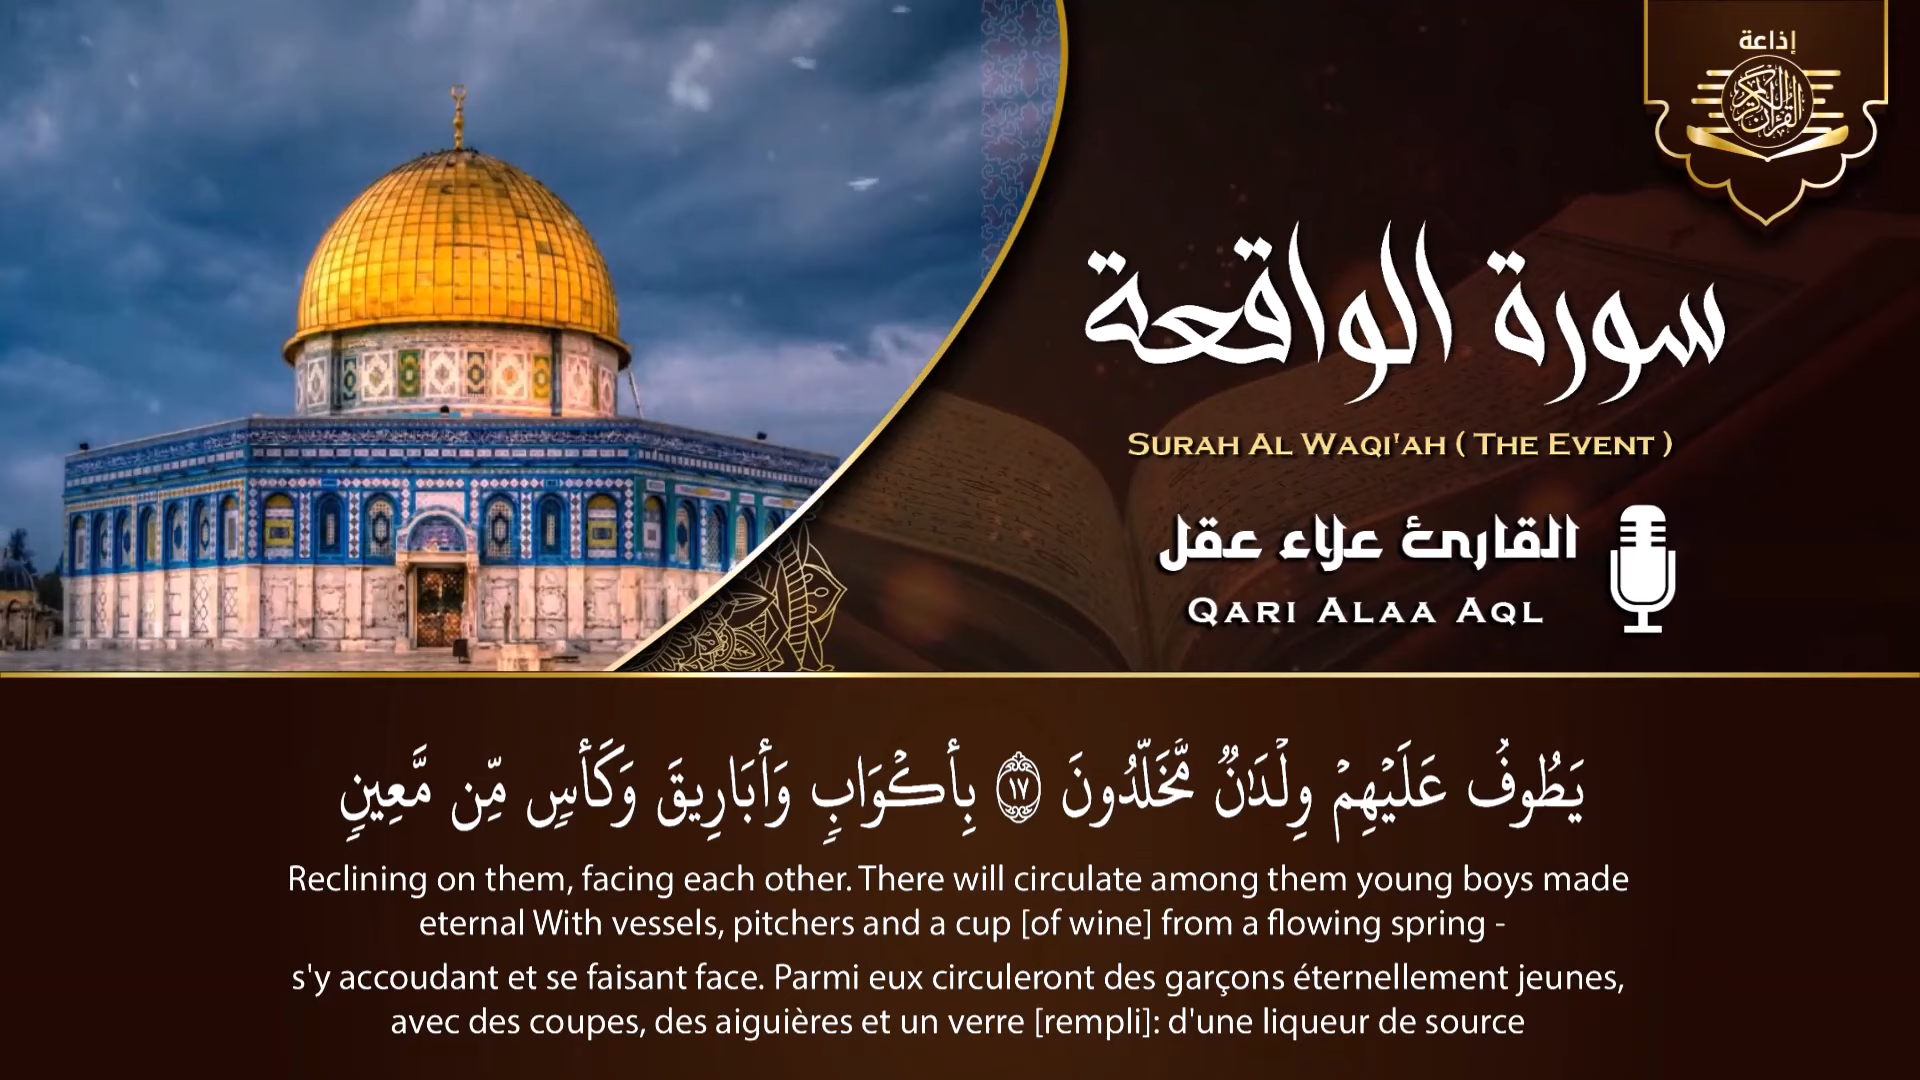 إذاعة
القرآن الكريم
سورة الواقعة
SURAH AL WAQI'AH ( THE EVENT )
القارئ علاء عقل
QARI ALAA AQL
يَطُوفُ عَلَيْهِمْ وِلْدَٰنٌ مُّخَلَّدُونَ ١٧ بِأَكْوَابٍ وَأَبَارِيقَ وَكَأْسٍ مِّن مَّعِينٍ
Reclining on them, facing each other. There will circulate among them young boys made
eternal With vessels, pitchers and a cup [of wine] from a flowing spring -
s'y accoudant et se faisant face. Parmi eux circuleront des garçons éternellement jeunes,
avec des coupes, des aiguières et un verre [rempli]: d'une liqueur de source